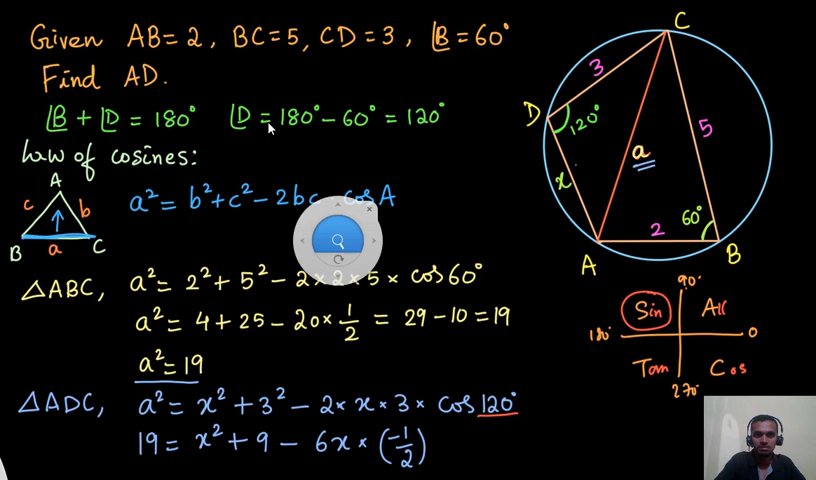 Given AB = 2, BC = 5, CD = 3, ∠B = 60°
Find AD.
∠B + ∠D = 180°   ∠D = 180° - 60° = 120°
Law of cosines:
A
c b
B a C
a² = b² + c² - 2bc . cos A
△ABC, a² = 2² + 5² - 2 × 2 × 5 × cos 60°
a² = 4 + 25 - 20 × 1/2 = 29 - 10 = 19
a² = 19
△ADC, a² = x² + 3² - 2 × x × 3 × cos 120°
19 = x² + 9 - 6x × (-1/2)
C
3
D 120° a 5
x
2 60°
A B
90°
Sin All
180° 0
Tan Cos
270°